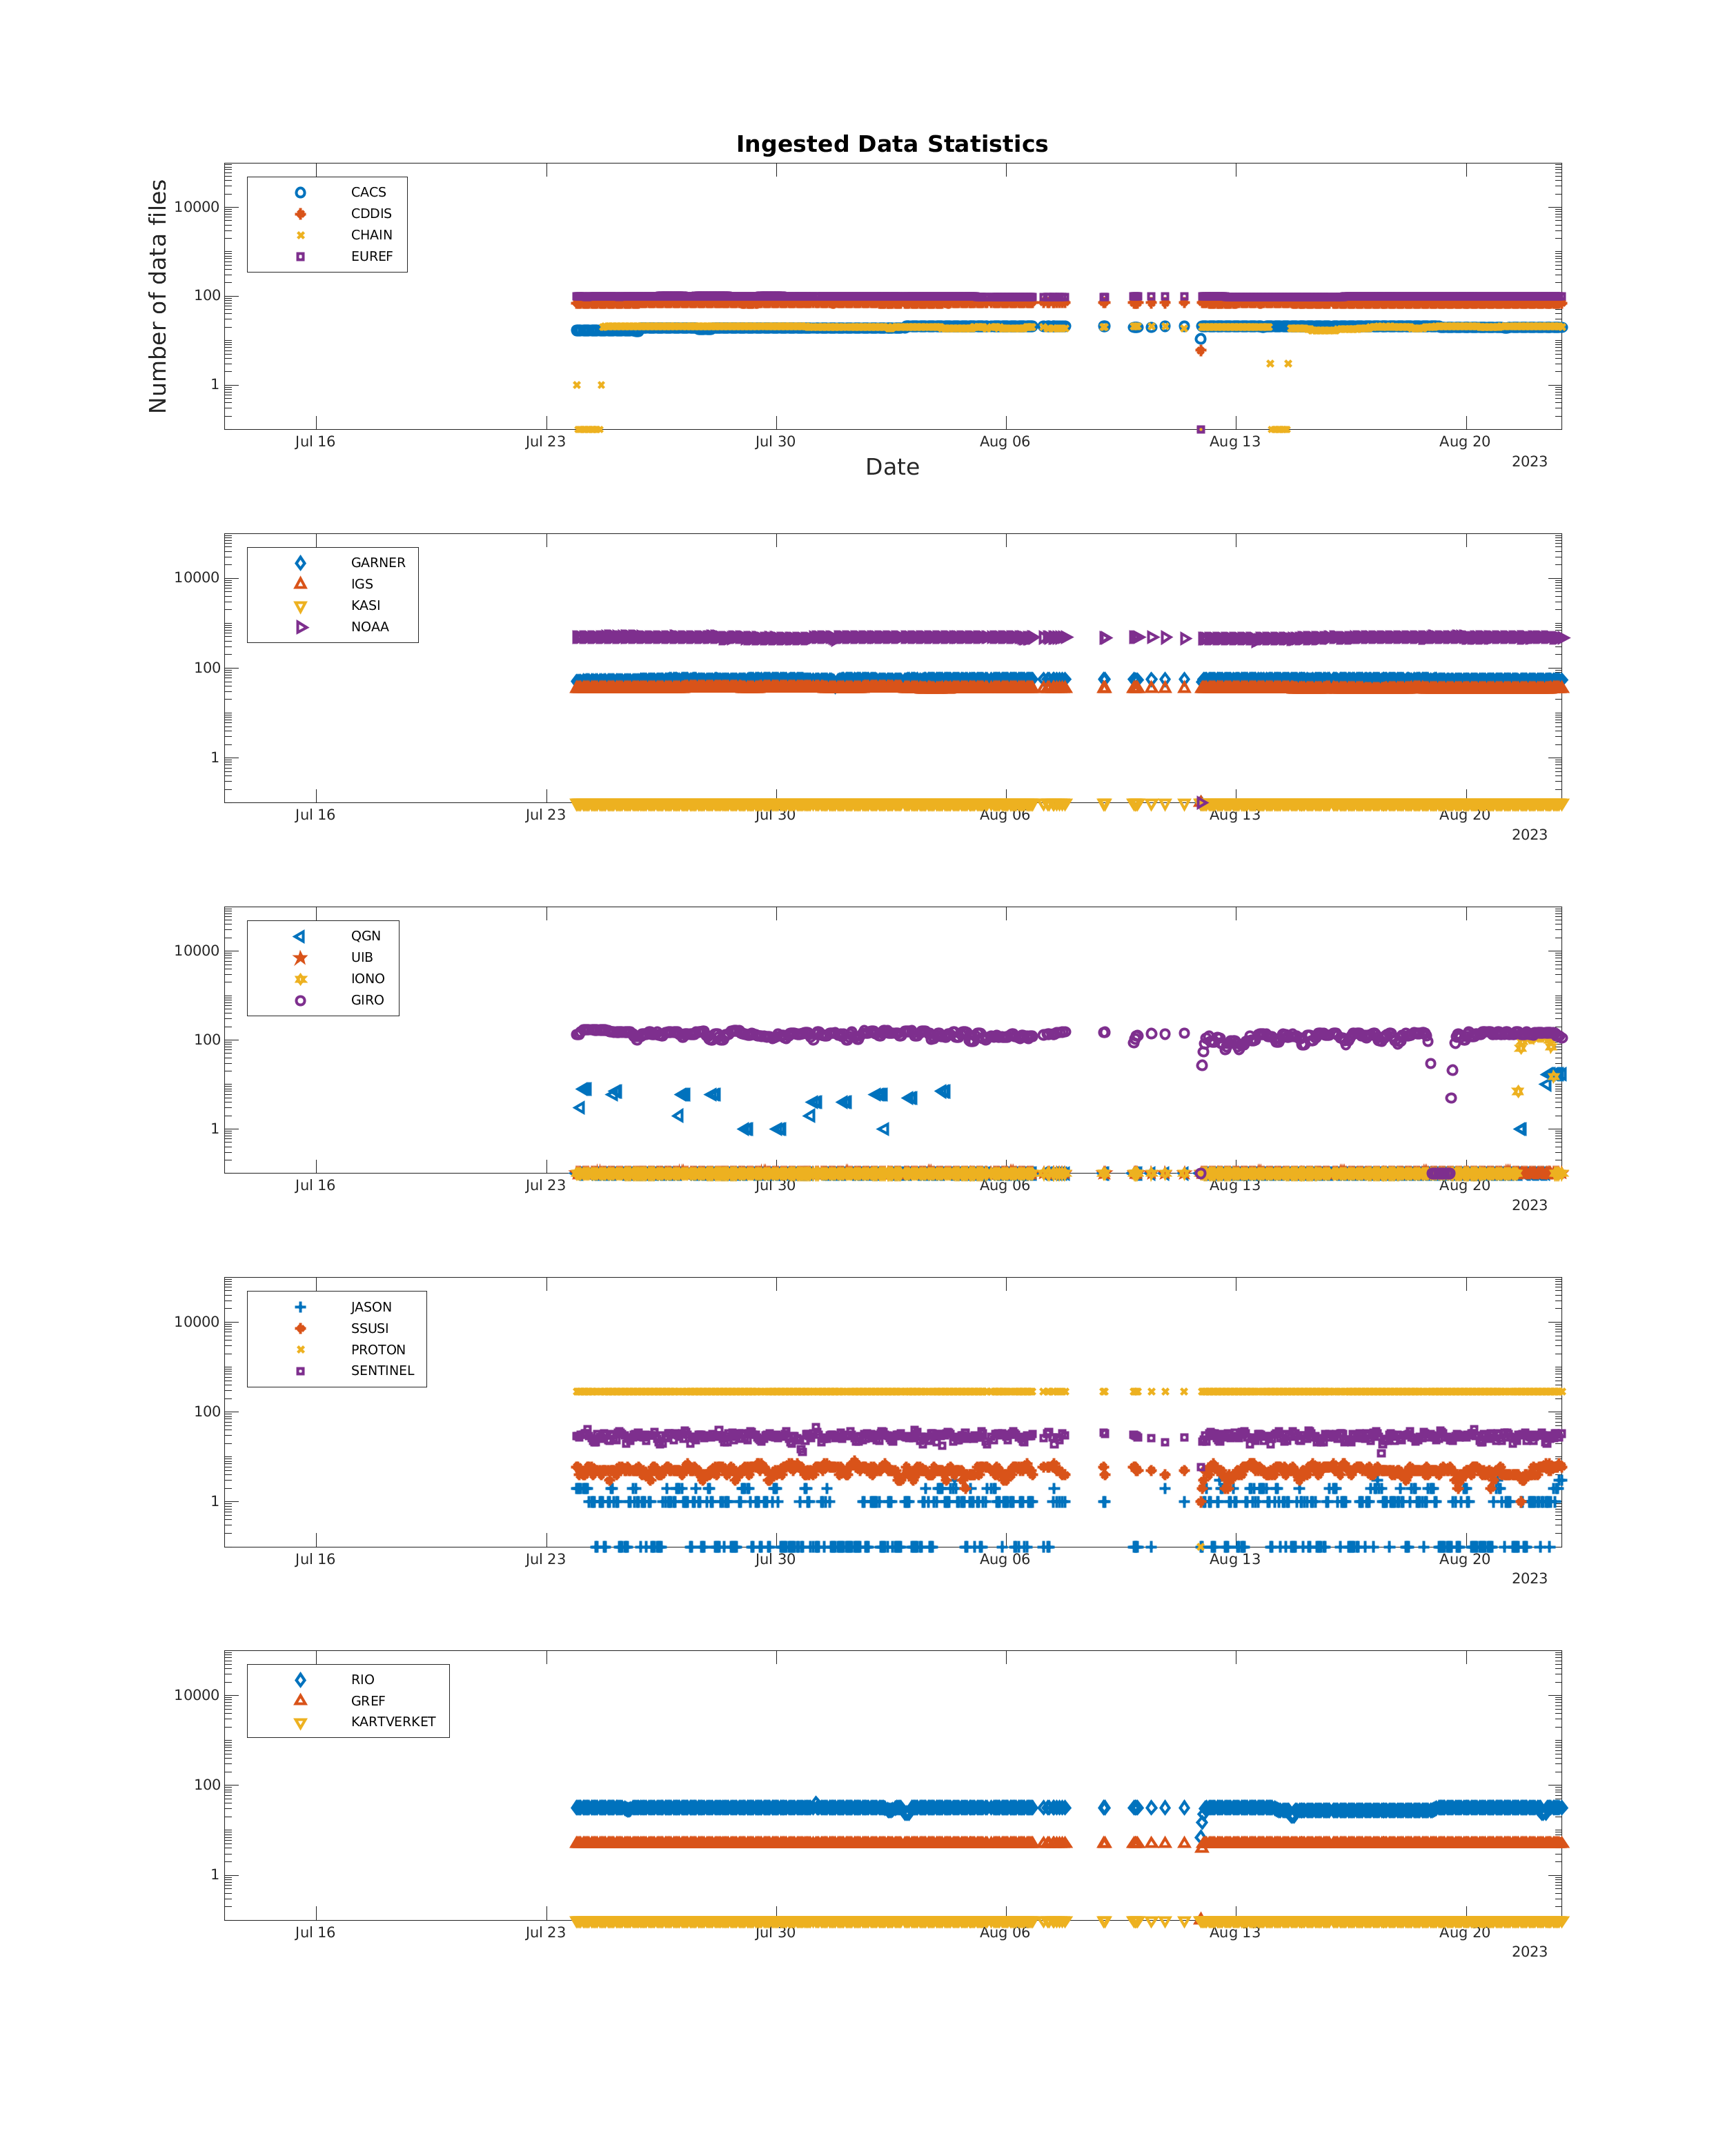 Ingested Data Statistics
Number of data files
10000
100
1
CACS
CDDIS
CHAIN
EUREF
Jul 16
Jul 23
Jul 30
Aug 06
Aug 13
Aug 20
2023
Date
10000
100
1
GARNER
IGS
KASI
NOAA
Jul 16
Jul 23
Jul 30
Aug 06
Aug 13
Aug 20
2023
10000
100
1
QGN
UIB
IONO
GIRO
Jul 16
Jul 23
Jul 30
Aug 06
Aug 13
Aug 20
2023
10000
100
1
JASON
SSUSI
PROTON
SENTINEL
Jul 16
Jul 23
Jul 30
Aug 06
Aug 13
Aug 20
2023
10000
100
1
RIO
GREF
KARTVERKET
Jul 16
Jul 23
Jul 30
Aug 06
Aug 13
Aug 20
2023